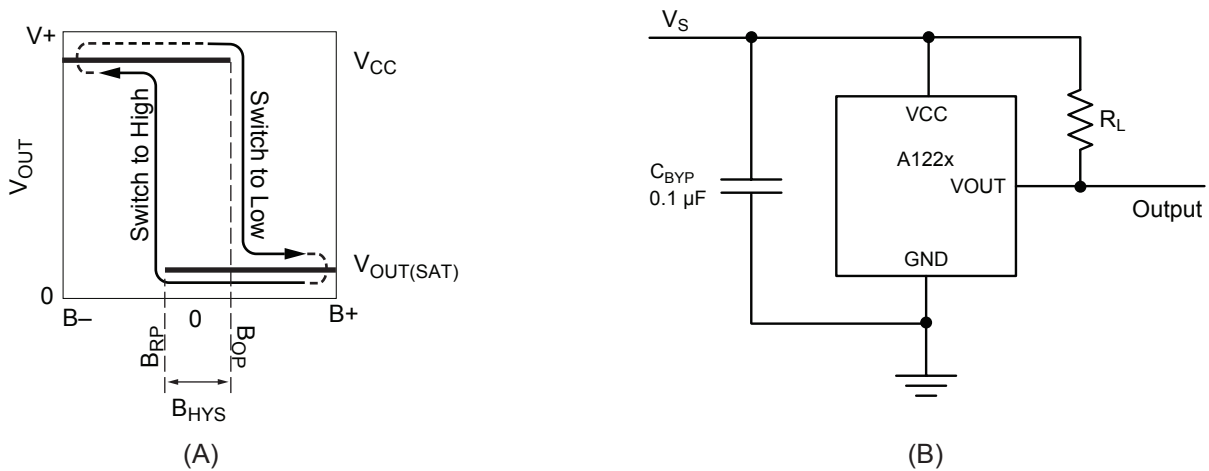 V+
VCC
VOUT
Switch to High
Switch to Low
VOUT(SAT)
0
B–
0
B+
BRP
BOP
BHYS
(A)
VS
VCC
A122x
VOUT
GND
CBYP
0.1 µF
RL
Output
(B)